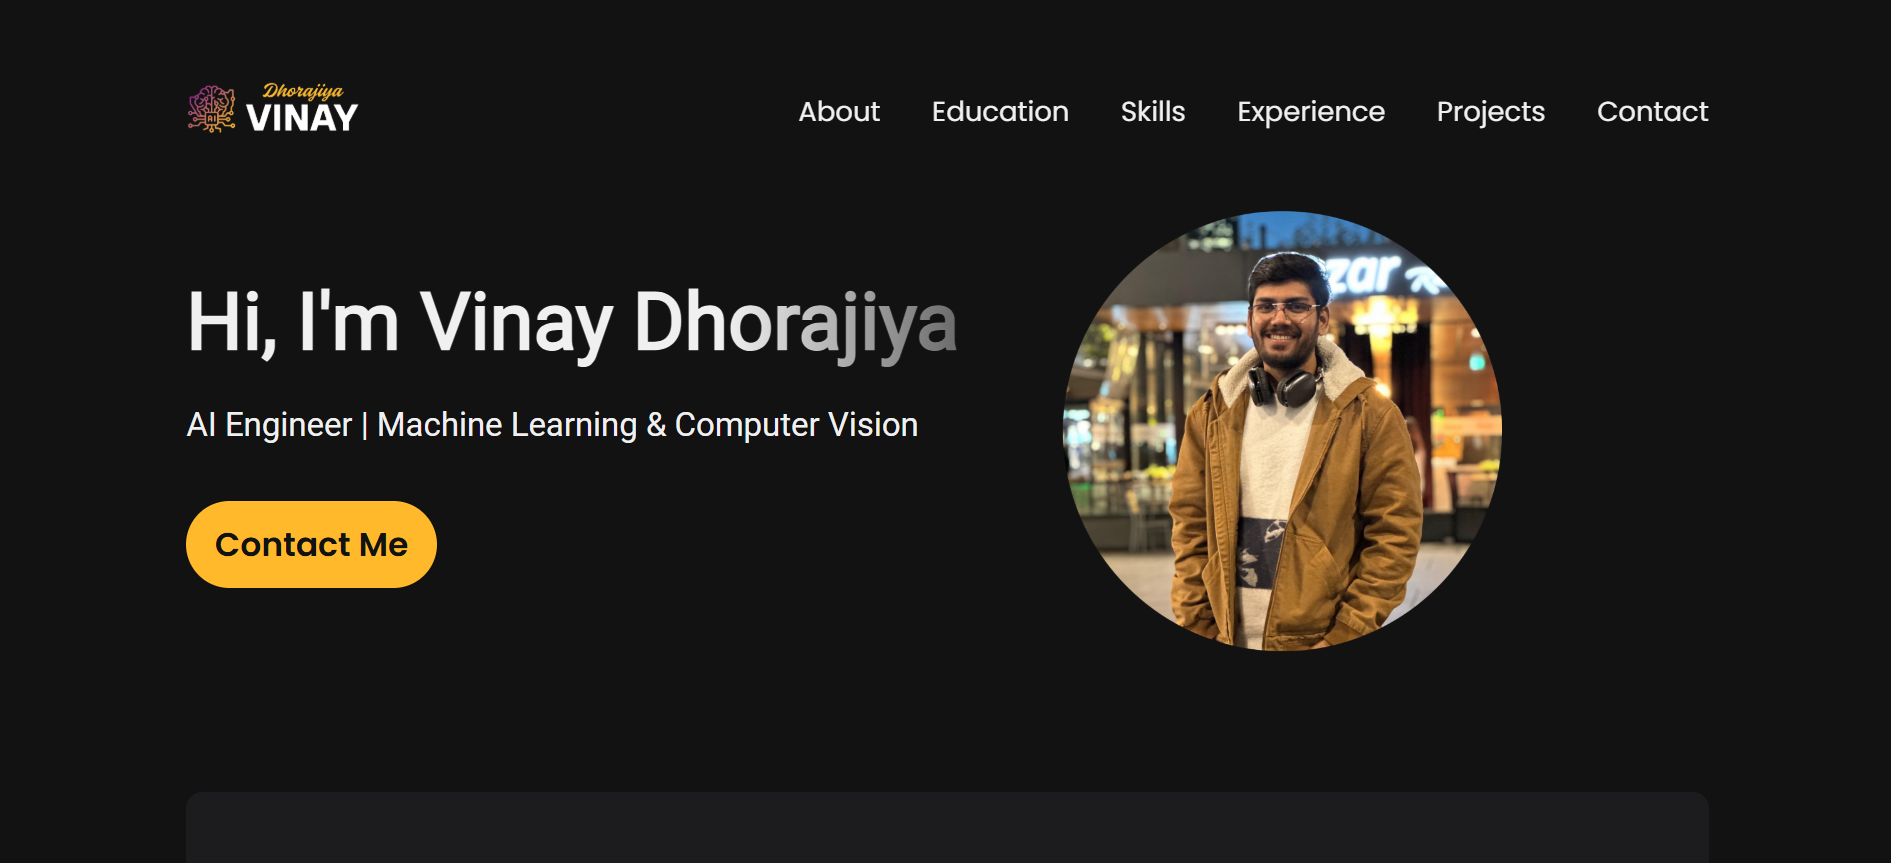 Dhorajiya
VINAY
AI
About Education Skills Experience Projects Contact
Hi, I'm Vinay Dhorajiya
AI Engineer | Machine Learning & Computer Vision
Contact Me
zar